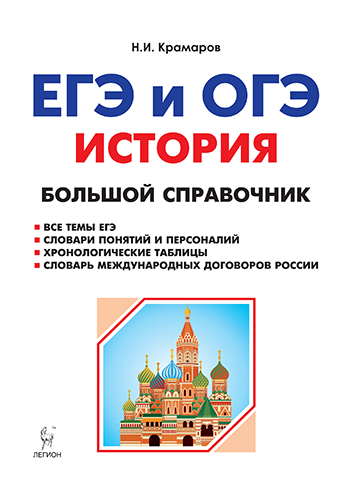 Н.И. Крамаров
ЕГЭ и ОГЭ
ИСТОРИЯ
БОЛЬШОЙ СПРАВОЧНИК
ВСЕ ТЕМЫ ЕГЭ
СЛОВАРИ ПОНЯТИЙ И ПЕРСОНАЛИЙ
ХРОНОЛОГИЧЕСКИЕ ТАБЛИЦЫ
СЛОВАРЬ МЕЖДУНАРОДНЫХ ДОГОВОРОВ РОССИИ
ЛЕГИОН